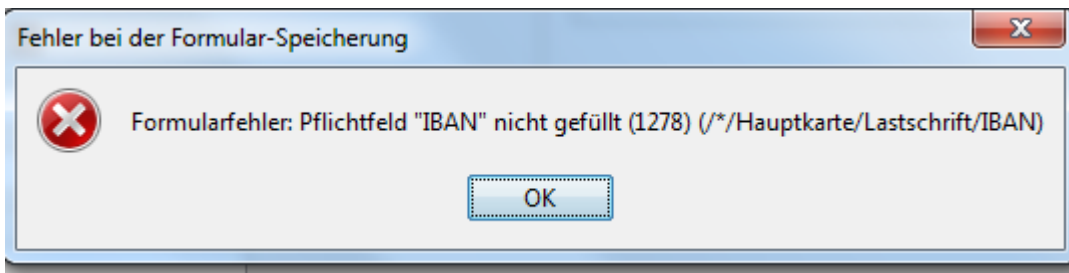 Fehler bei der Formular-Speicherung
Formularfehler: Pflichtfeld "IBAN" nicht gefüllt (1278) (/*/Hauptkarte/Lastschrift/IBAN)
OK